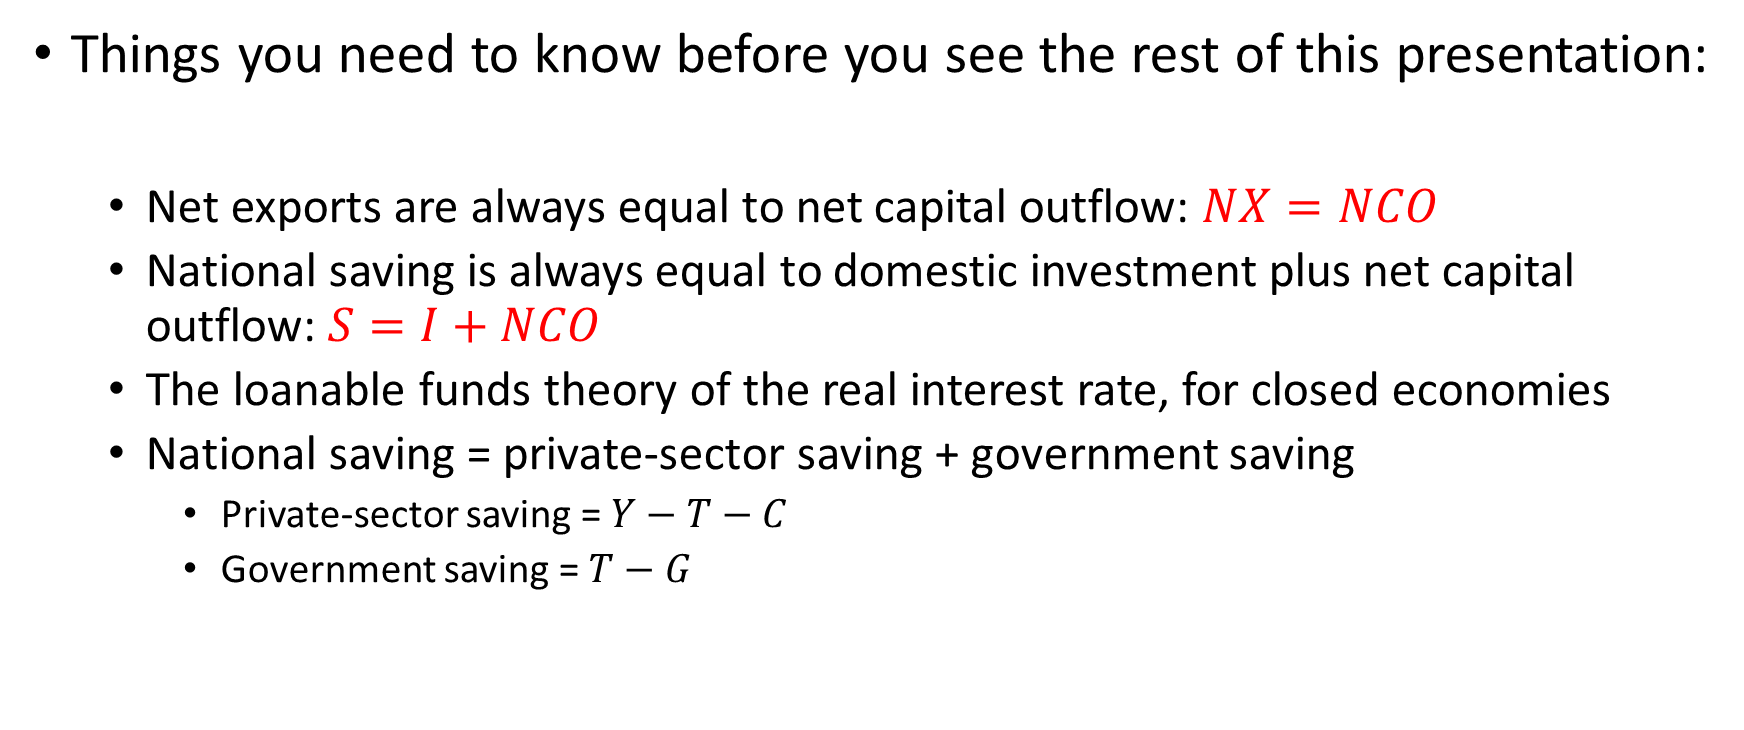 • Things you need to know before you see the rest of this presentation:
• Net exports are always equal to net capital outflow: NX = NCO
• National saving is always equal to domestic investment plus net capital
outflow: S = I + NCO
• The loanable funds theory of the real interest rate, for closed economies
• National saving = private-sector saving + government saving
• Private-sector saving = Y − T − C
• Government saving = T − G